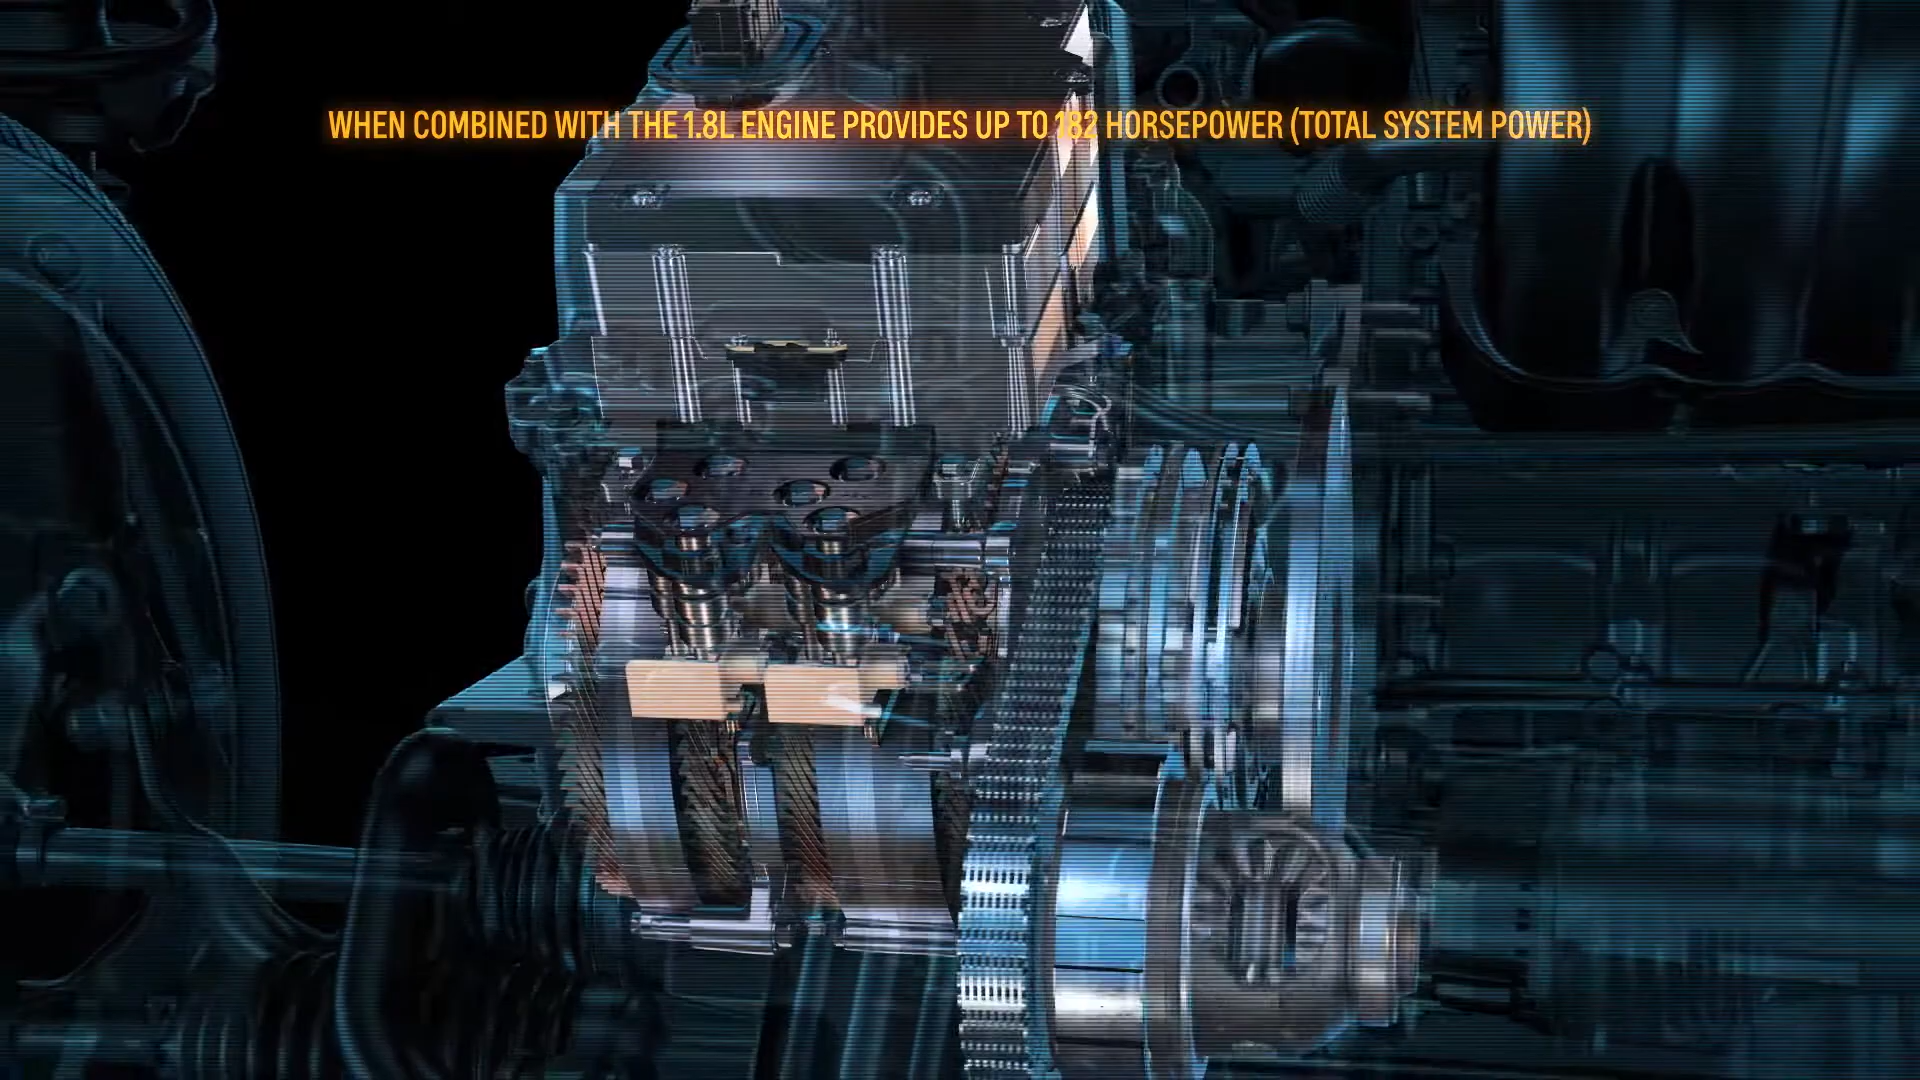 WHEN COMBINED WITH THE 1.8L ENGINE PROVIDES UP TO 182 HORSEPOWER (TOTAL SYSTEM POWER)